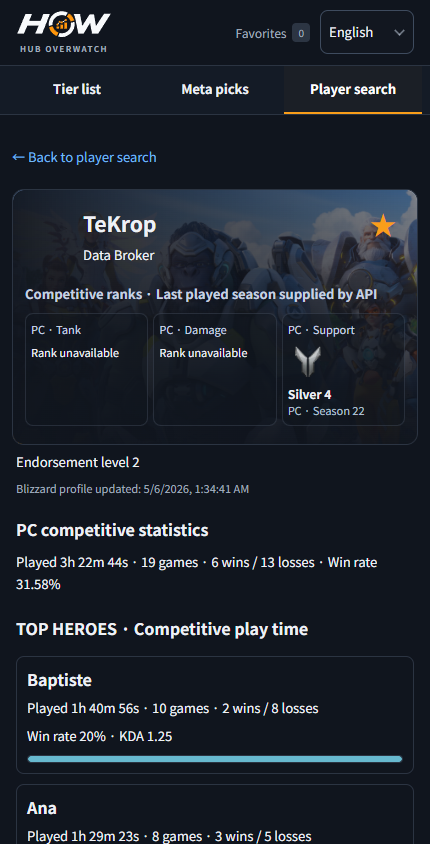 HOW
HUB OVERWATCH
Favorites 0
English
Tier list
Meta picks
Player search
← Back to player search
TeKrop
Data Broker
Competitive ranks · Last played season supplied by API
PC · Tank
Rank unavailable
PC · Damage
Rank unavailable
PC · Support
Silver 4
PC · Season 22
Endorsement level 2
Blizzard profile updated: 5/6/2026, 1:34:41 AM
PC competitive statistics
Played 3h 22m 44s · 19 games · 6 wins / 13 losses · Win rate
31.58%
TOP HEROES · Competitive play time
Baptiste
Played 1h 40m 56s · 10 games · 2 wins / 8 losses
Win rate 20% · KDA 1.25
Ana
Played 1h 29m 23s · 8 games · 3 wins / 5 losses